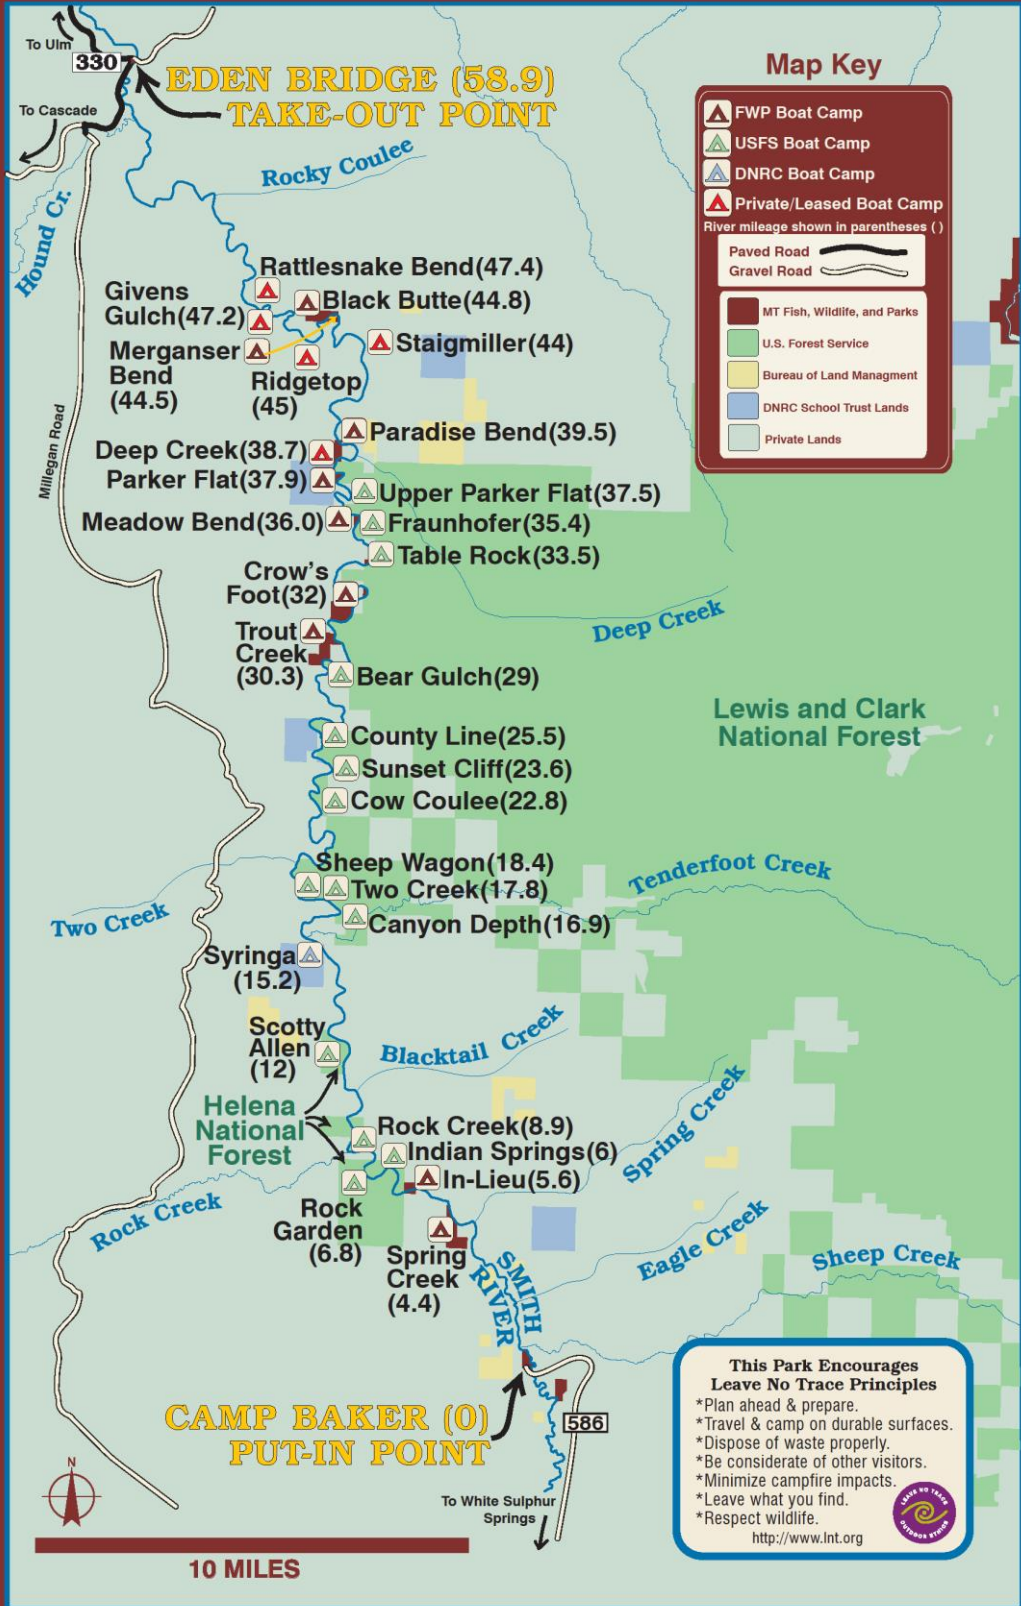 To Ulm
330
To Cascade
EDEN BRIDGE (58.9)
TAKE-OUT POINT
Hound Cr.
Rocky Coulee
Map Key
FWP Boat Camp
USFS Boat Camp
DNRC Boat Camp
Private/Leased Boat Camp
River mileage shown in parentheses ( )
Paved Road
Gravel Road
MT Fish, Wildlife, and Parks
U.S. Forest Service
Bureau of Land Managment
DNRC School Trust Lands
Private Lands
Rattlesnake Bend(47.4)
Givens
Gulch(47.2)
Black Butte(44.8)
Merganser
Bend
(44.5)
Staigmiller(44)
Ridgetop
(45)
Millegan Road
Paradise Bend(39.5)
Deep Creek(38.7)
Parker Flat(37.9)
Upper Parker Flat(37.5)
Meadow Bend(36.0)
Fraunhofer(35.4)
Table Rock(33.5)
Crow's
Foot(32)
Deep Creek
Trout
Creek
(30.3)
Bear Gulch(29)
Lewis and Clark
National Forest
County Line(25.5)
Sunset Cliff(23.6)
Cow Coulee(22.8)
Sheep Wagon(18.4)
Two Creek(17.8)
Tenderfoot Creek
Two Creek
Canyon Depth(16.9)
Syringa
(15.2)
Scotty
Allen
(12)
Blacktail Creek
Helena
National
Forest
Rock Creek(8.9)
Indian Springs(6)
In-Lieu(5.6)
Spring Creek
Rock Creek
Rock
Garden
(6.8)
Spring
Creek
(4.4)
Eagle Creek
Sheep Creek
SMITH
RIVER
CAMP BAKER (0)
PUT-IN POINT
586
To White Sulphur
Springs
N
10 MILES
This Park Encourages
Leave No Trace Principles
*Plan ahead & prepare.
*Travel & camp on durable surfaces.
*Dispose of waste properly.
*Be considerate of other visitors.
*Minimize campfire impacts.
*Leave what you find.
*Respect wildlife.
http://www.lnt.org
LEAVE NO TRACE
OUTDOOR ETHICS